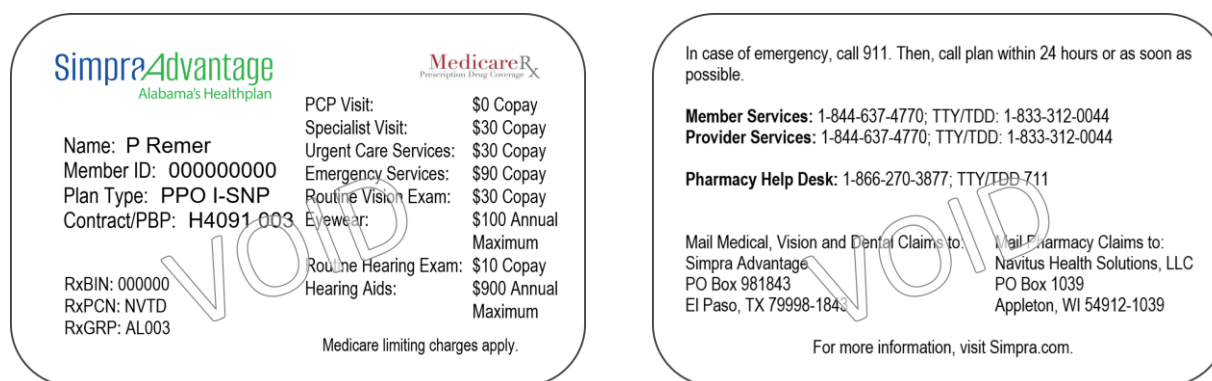 SimpraAdvantage
Alabama's Healthplan
MedicareRx
Prescription Drug Coverage
Name: P Remer
Member ID: 000000000
Plan Type: PPO I-SNP
Contract/PBP: H4091 003
RxBIN: 000000
RxPCN: NVTD
RxGRP: AL003
PCP Visit: $0 Copay
Specialist Visit: $30 Copay
Urgent Care Services: $30 Copay
Emergency Services: $90 Copay
Routine Vision Exam: $30 Copay
Eyewear: $100 Annual
Maximum
Routine Hearing Exam: $10 Copay
Hearing Aids: $900 Annual
Maximum
Medicare limiting charges apply.
VOID
In case of emergency, call 911. Then, call plan within 24 hours or as soon as
possible.
Member Services: 1-844-637-4770; TTY/TDD: 1-833-312-0044
Provider Services: 1-844-637-4770; TTY/TDD: 1-833-312-0044
Pharmacy Help Desk: 1-866-270-3877; TTY/TDD 711
Mail Medical, Vision and Dental Claims to:
Simpra Advantage
PO Box 981843
El Paso, TX 79998-1843
Mail Pharmacy Claims to:
Navitus Health Solutions, LLC
PO Box 1039
Appleton, WI 54912-1039
For more information, visit Simpra.com.
VOID